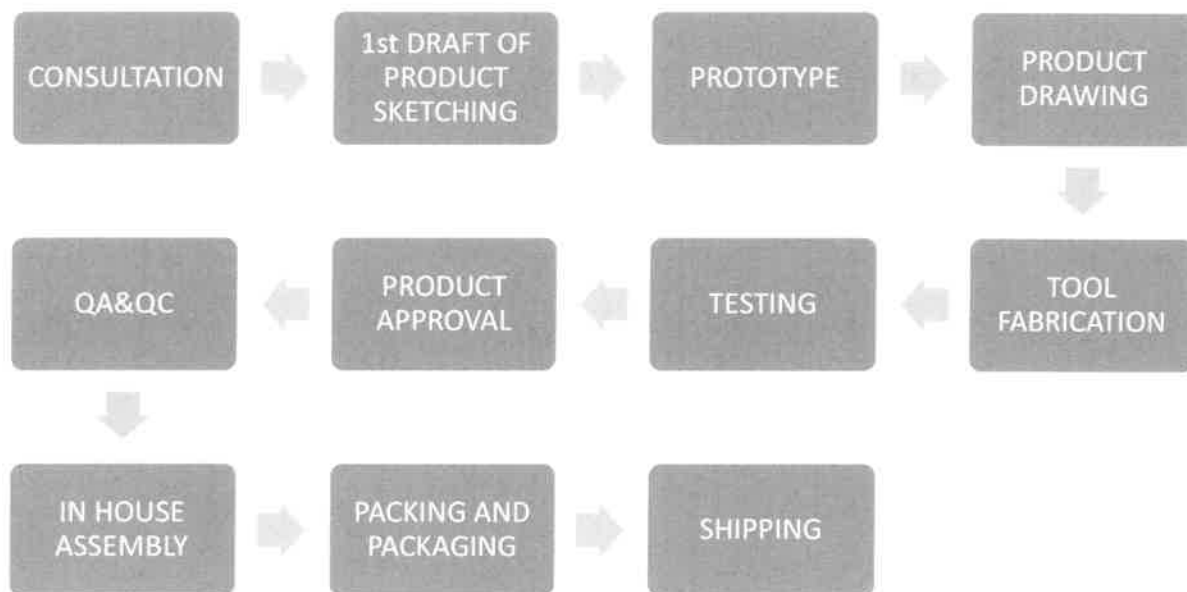 CONSULTATION
1st DRAFT OF
PRODUCT
SKETCHING
PROTOTYPE
PRODUCT
DRAWING
TOOL
FABRICATION
TESTING
PRODUCT
APPROVAL
QA&QC
IN HOUSE
ASSEMBLY
PACKING AND
PACKAGING
SHIPPING